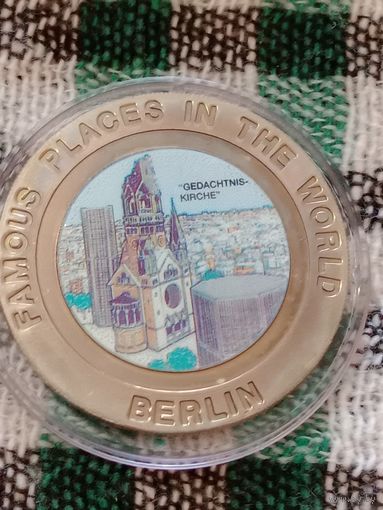 FAMOUS PLACES IN THE WORLD
"GEDACHTNIS-
KIRCHE"
BERLIN